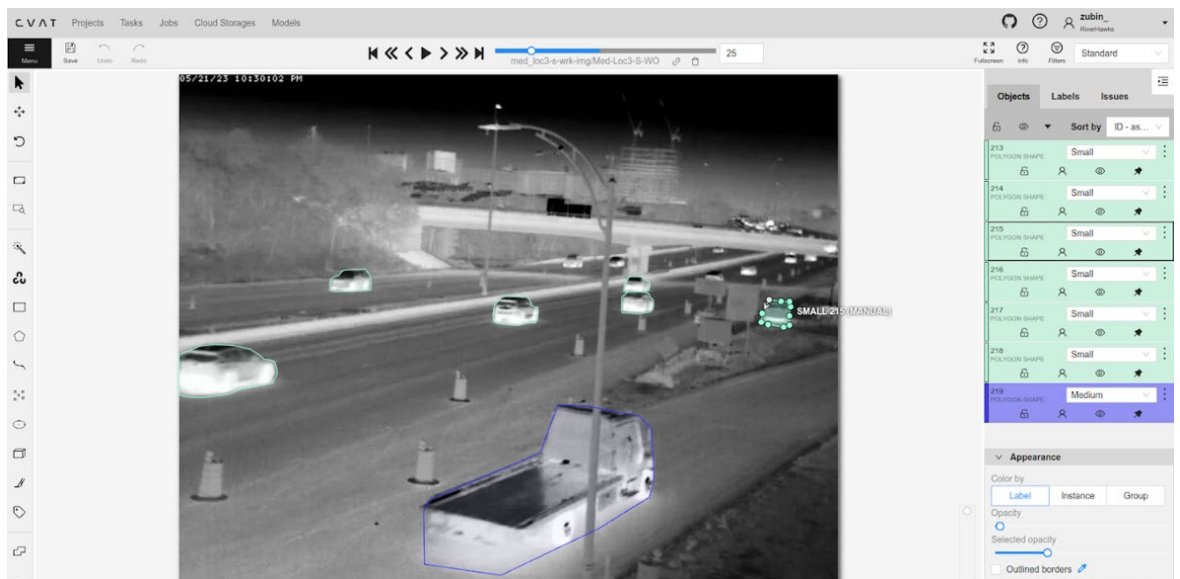 CVAT Projects Tasks Jobs Cloud Storages Models
zubin_
RiverHawks
Menu Save Undo Redo
med_loc3-s-wrk-img/Med-Loc3-S-WO
25
Fullscreen Info Filters Standard
05/21/23 10:30:02 PM
SMALL 215 (MANUAL)
Objects Labels Issues
Sort by ID - as...
213
POLYGON SHAPE
Small
214
POLYGON SHAPE
Small
215
POLYGON SHAPE
Small
216
POLYGON SHAPE
Small
217
POLYGON SHAPE
Small
218
POLYGON SHAPE
Small
219
POLYGON SHAPE
Medium
Appearance
Color by
Label Instance Group
Opacity
Selected opacity
Outlined borders